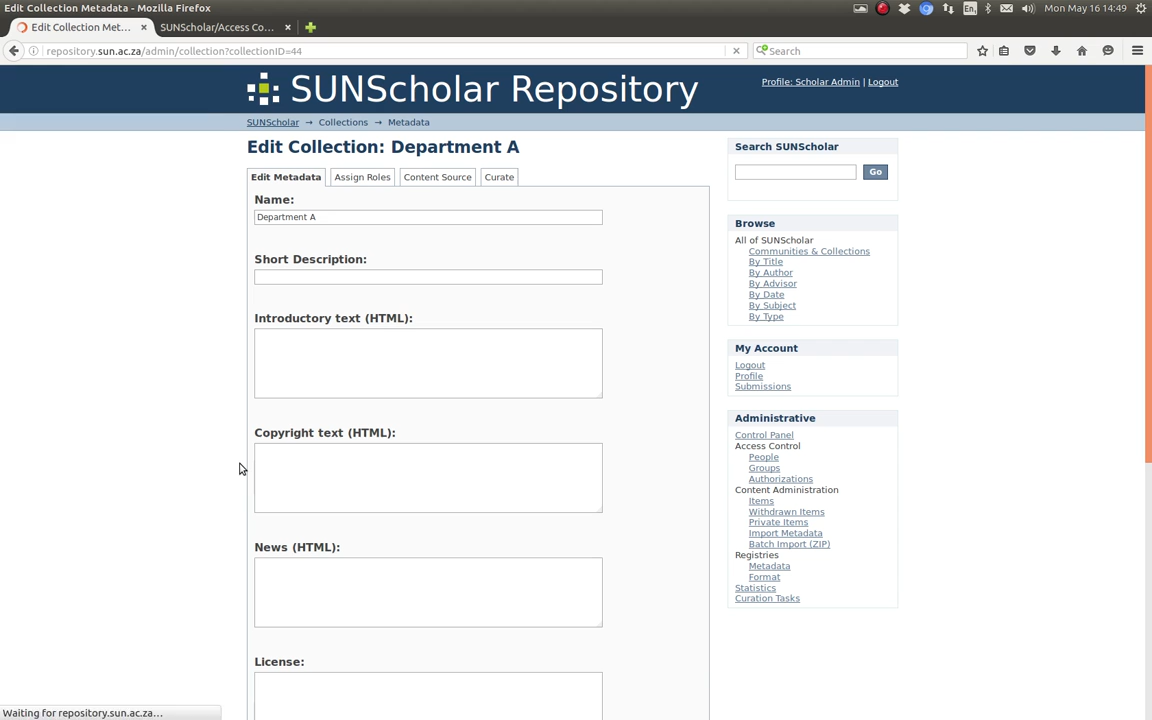 Edit Collection Metadata - Mozilla Firefox
En
Mon May 16 14:49
Edit Collection Met...
SUNScholar/Access Co...
repository.sun.ac.za/admin/collection?collectionID=44
Search
SUNScholar Repository
Profile: Scholar Admin | Logout
SUNScholar → Collections → Metadata
Edit Collection: Department A
Edit Metadata
Assign Roles
Content Source
Curate
Name:
Department A
Short Description:
Introductory text (HTML):
Copyright text (HTML):
News (HTML):
License:
Search SUNScholar
Go
Browse
All of SUNScholar
Communities & Collections
By Title
By Author
By Advisor
By Date
By Subject
By Type
My Account
Logout
Profile
Submissions
Administrative
Control Panel
Access Control
People
Groups
Authorizations
Content Administration
Items
Withdrawn Items
Private Items
Import Metadata
Batch Import (ZIP)
Registries
Metadata
Format
Statistics
Curation Tasks
Waiting for repository.sun.ac.za...